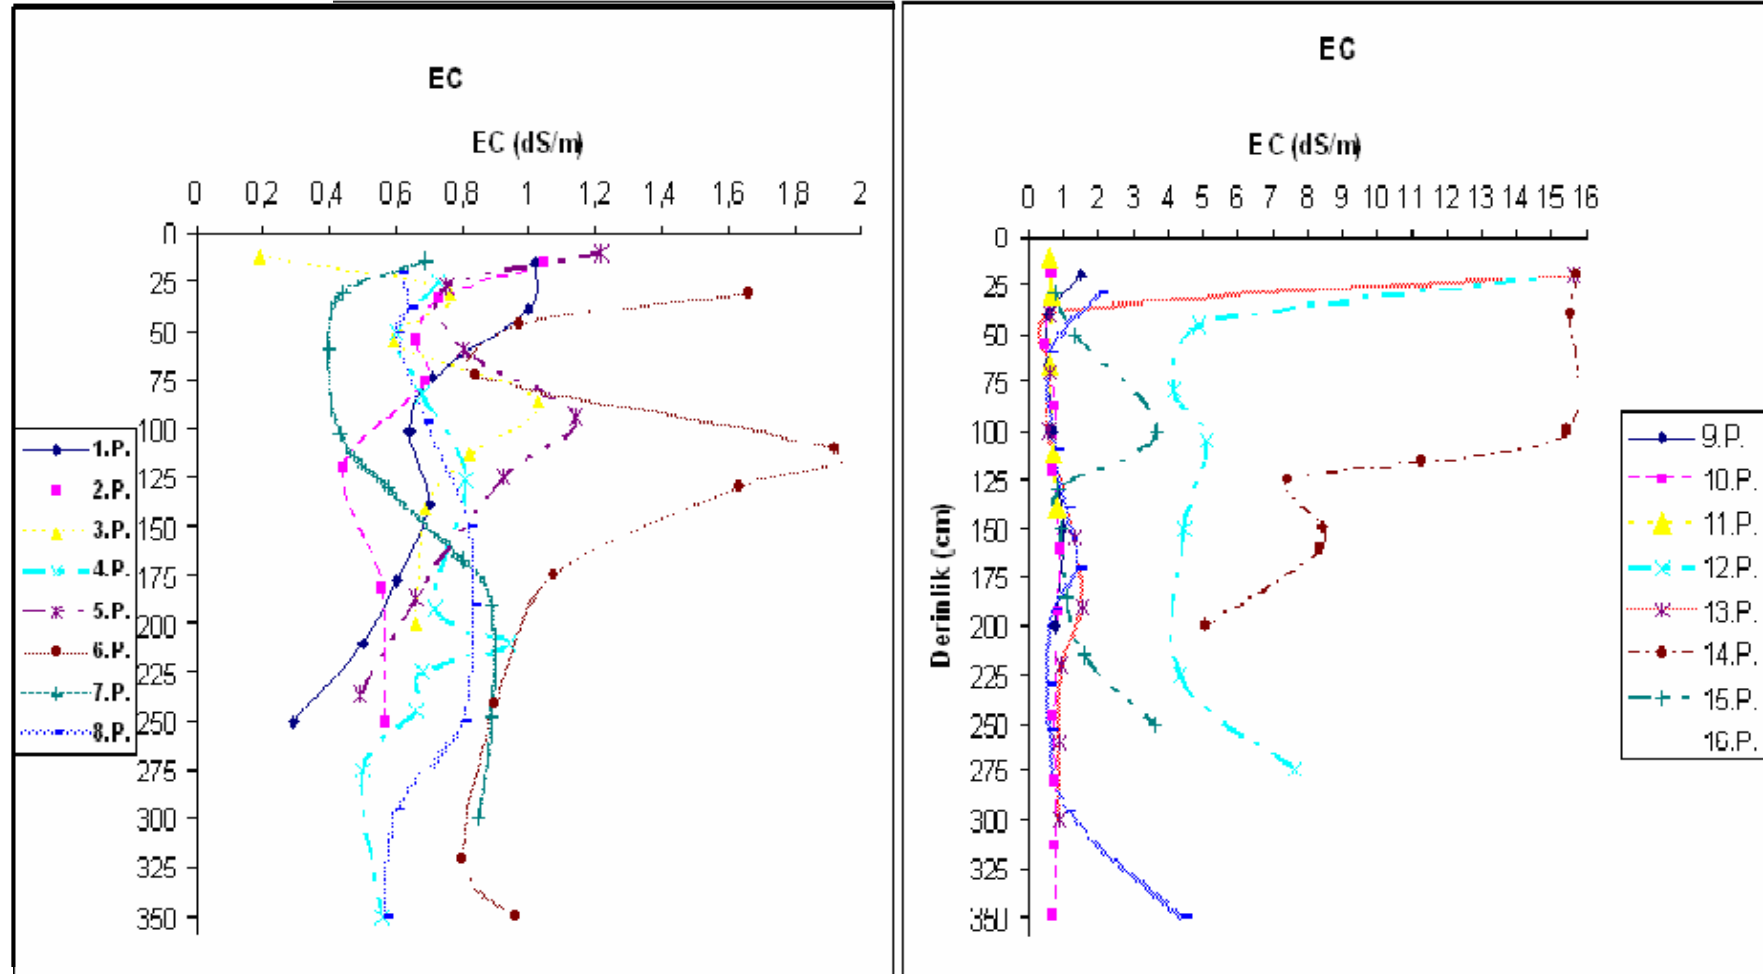 EC
EC (dS/m)
0 0,2 0,4 0,6 0,8 1 1,2 1,4 1,6 1,8 2
0
25
50
75
100
125
150
175
200
225
250
275
300
325
350
1.P.
2.P.
3.P.
4.P.
5.P.
6.P.
7.P.
8.P.
EC
EC (dS/m)
0 1 2 3 4 5 6 7 8 9 10 11 12 13 14 15 16
Derinlik (cm)
0
25
50
75
100
125
150
175
200
225
250
275
300
325
350
9.P.
10.P.
11.P.
12.P.
13.P.
14.P.
15.P.
16.P.